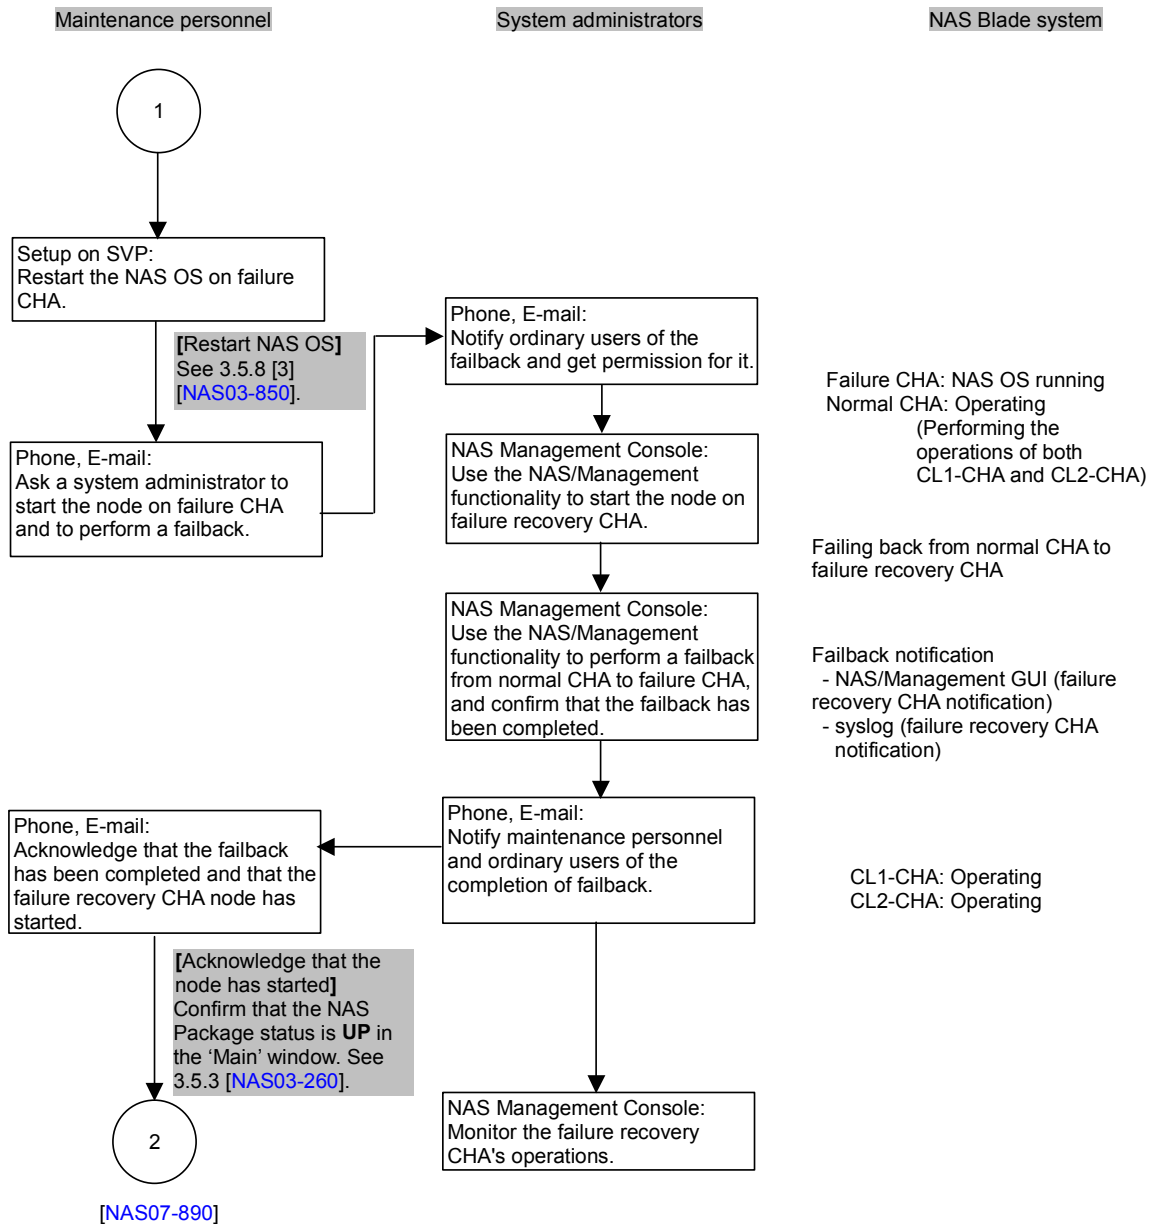 Maintenance personnel
System administrators
NAS Blade system
1
Setup on SVP:
Restart the NAS OS on failure
CHA.
[Restart NAS OS]
See 3.5.8 [3]
[NAS03-850].
Phone, E-mail:
Ask a system administrator to
start the node on failure CHA
and to perform a failback.
Phone, E-mail:
Notify ordinary users of the
failback and get permission for it.
NAS Management Console:
Use the NAS/Management
functionality to start the node on
failure recovery CHA.
Failure CHA: NAS OS running
Normal CHA: Operating
(Performing the
operations of both
CL1-CHA and CL2-CHA)
Failing back from normal CHA to
failure recovery CHA
NAS Management Console:
Use the NAS/Management
functionality to perform a failback
from normal CHA to failure CHA,
and confirm that the failback has
been completed.
Failback notification
- NAS/Management GUI (failure
recovery CHA notification)
- syslog (failure recovery CHA
notification)
Phone, E-mail:
Notify maintenance personnel
and ordinary users of the
completion of failback.
Phone, E-mail:
Acknowledge that the failback
has been completed and that the
failure recovery CHA node has
started.
CL1-CHA: Operating
CL2-CHA: Operating
[Acknowledge that the
node has started]
Confirm that the NAS
Package status is UP in
the ‘Main’ window. See
3.5.3 [NAS03-260].
NAS Management Console:
Monitor the failure recovery
CHA's operations.
2
[NAS07-890]